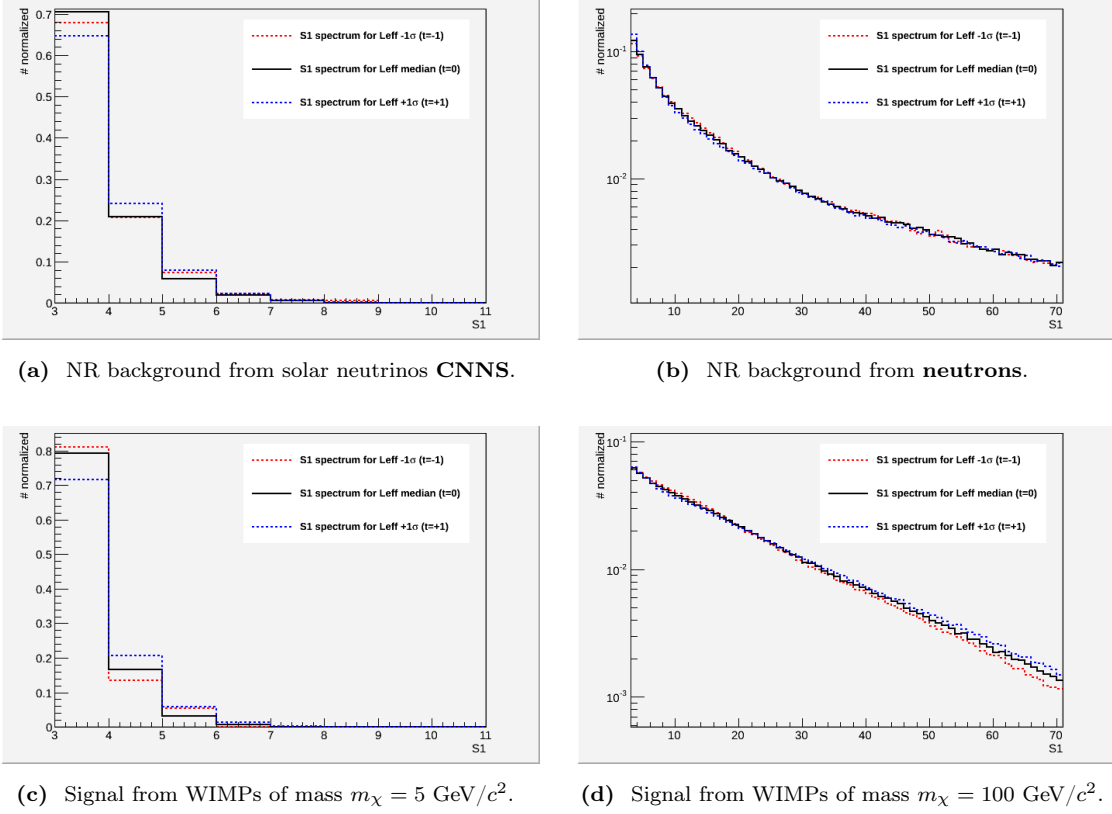 # normalized
0.7
0.6
0.5
0.4
0.3
0.2
0.1
0
3 4 5 6 7 8 9 10 11
S1
S1 spectrum for Leff -1σ (t=-1)
S1 spectrum for Leff median (t=0)
S1 spectrum for Leff +1σ (t=+1)
(a) NR background from solar neutrinos CNNS.
# normalized
10⁻¹
10⁻²
10 20 30 40 50 60 70
S1
S1 spectrum for Leff -1σ (t=-1)
S1 spectrum for Leff median (t=0)
S1 spectrum for Leff +1σ (t=+1)
(b) NR background from neutrons.
# normalized
0.8
0.7
0.6
0.5
0.4
0.3
0.2
0.1
0
3 4 5 6 7 8 9 10 11
S1
S1 spectrum for Leff -1σ (t=-1)
S1 spectrum for Leff median (t=0)
S1 spectrum for Leff +1σ (t=+1)
(c) Signal from WIMPs of mass mχ = 5 GeV/c².
# normalized
10⁻¹
10⁻²
10⁻³
10 20 30 40 50 60 70
S1
S1 spectrum for Leff -1σ (t=-1)
S1 spectrum for Leff median (t=0)
S1 spectrum for Leff +1σ (t=+1)
(d) Signal from WIMPs of mass mχ = 100 GeV/c².